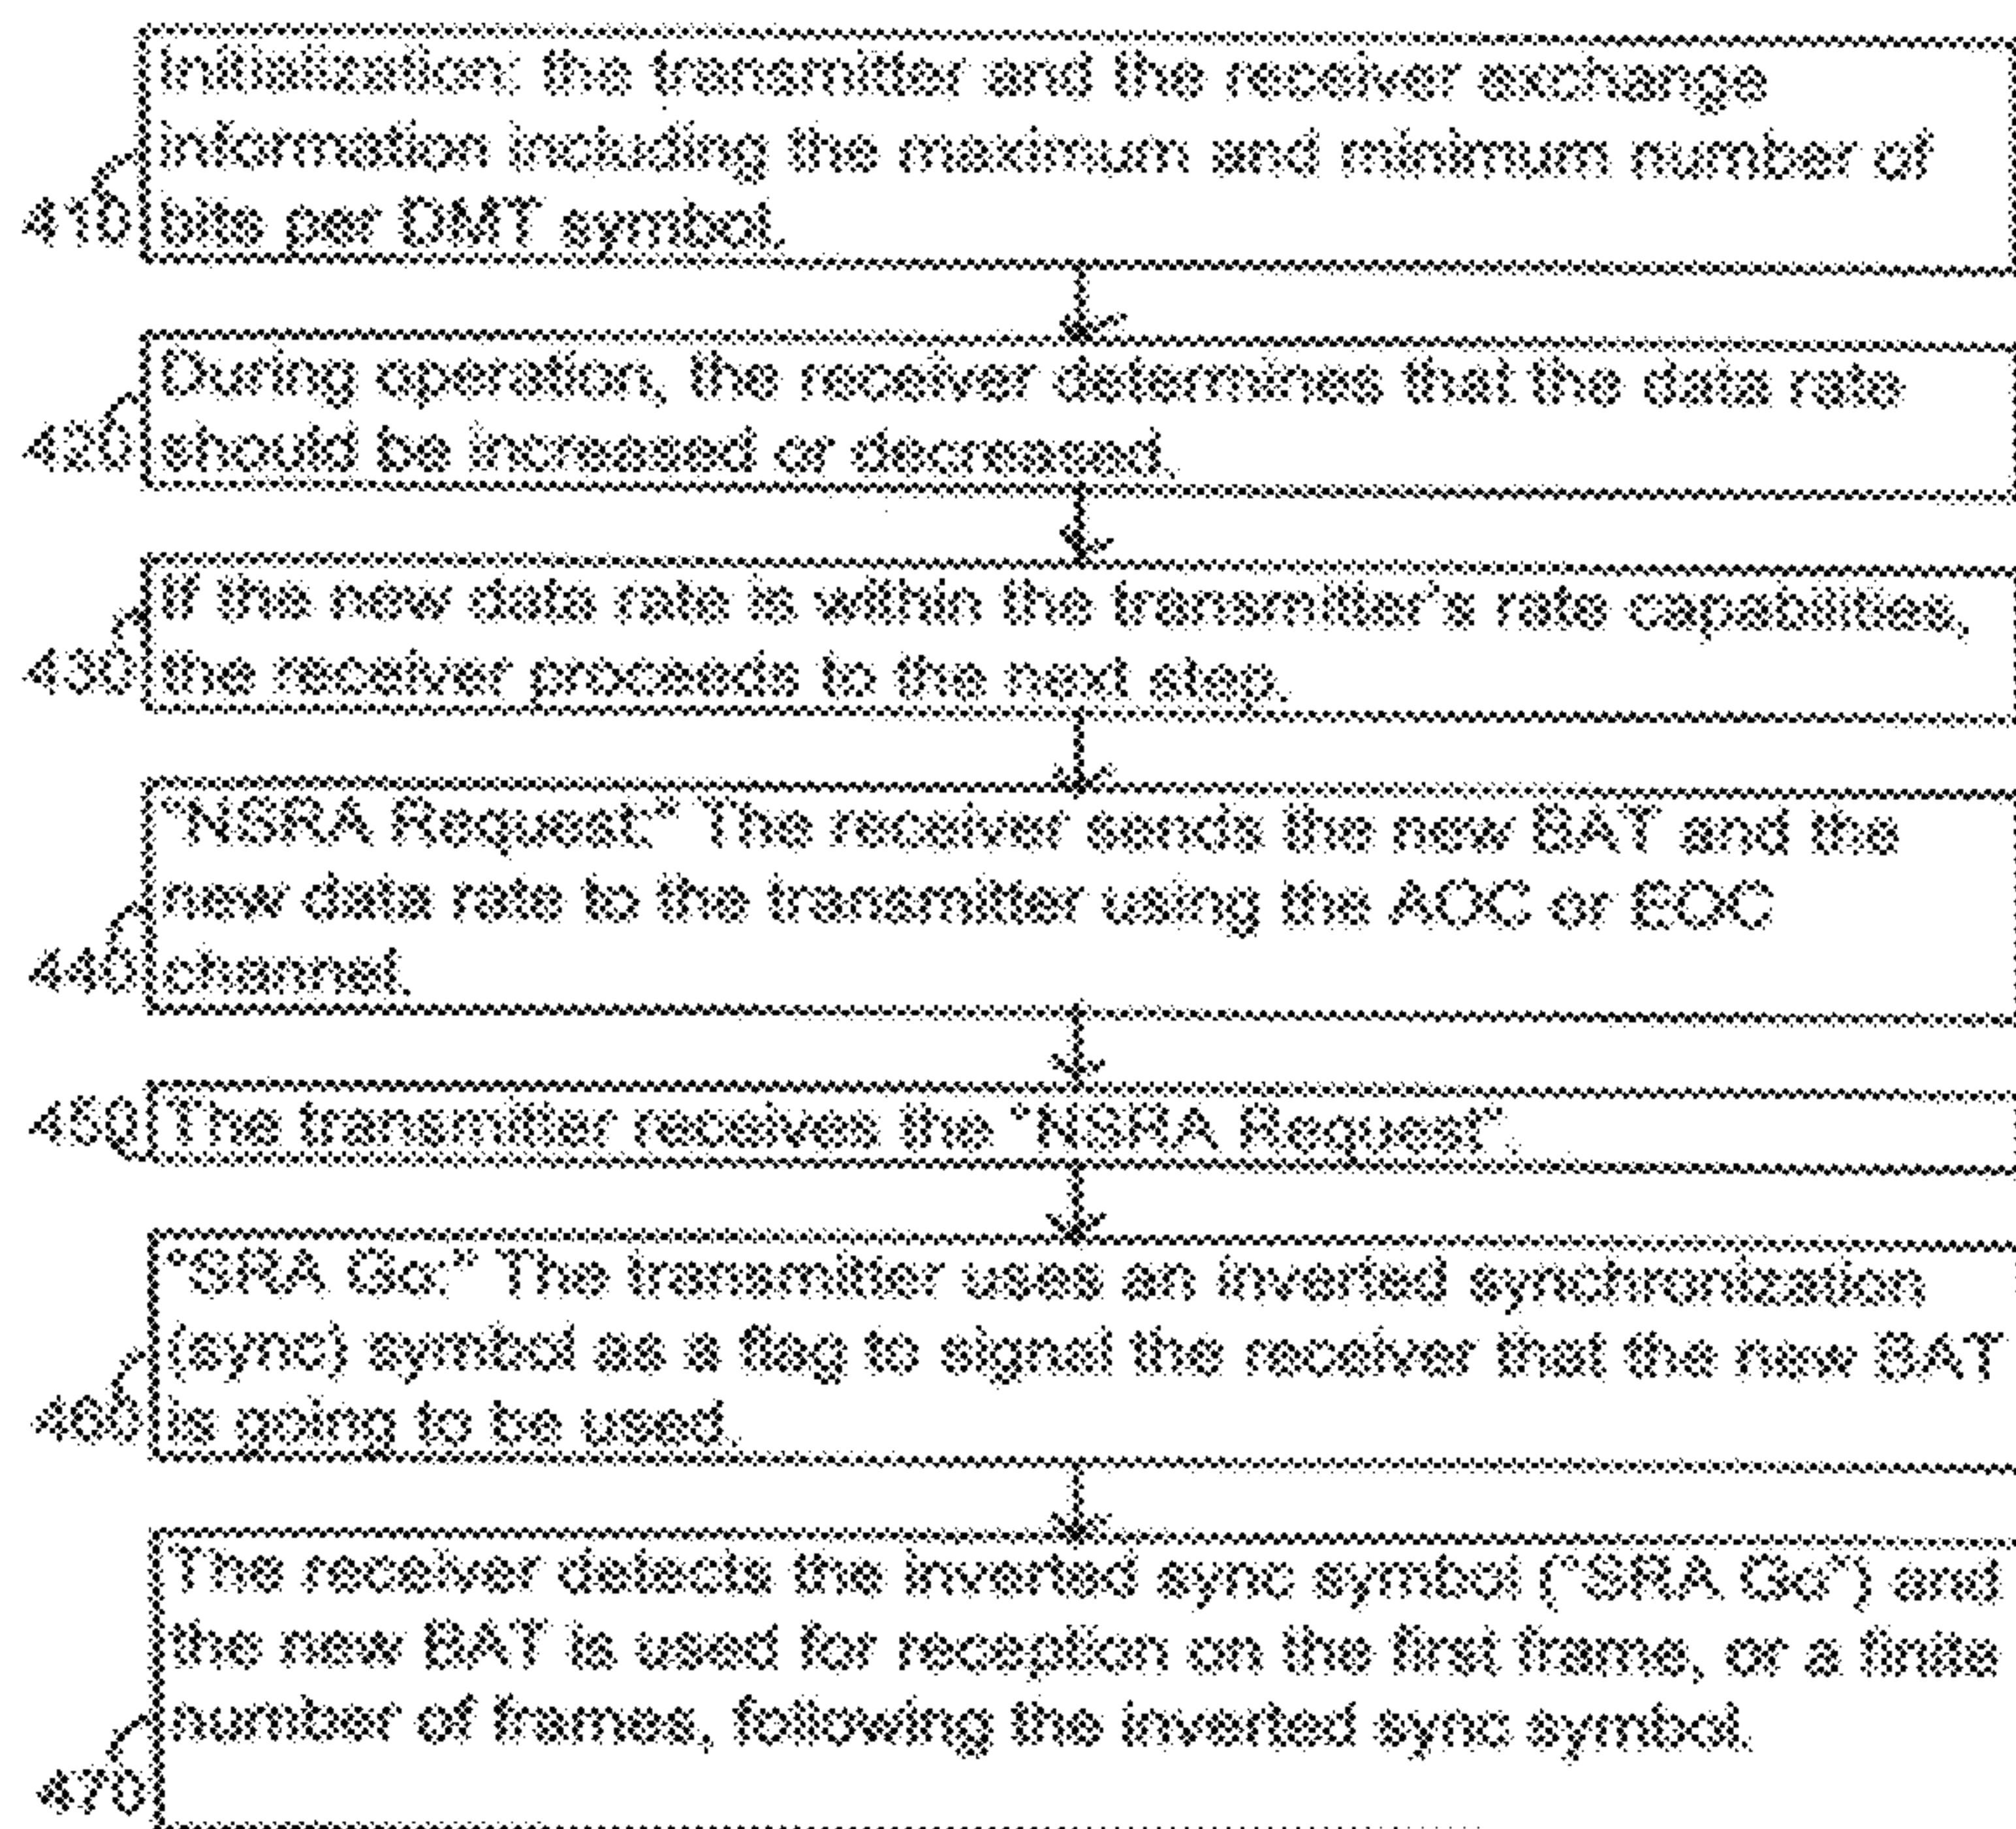 Initialization: the transmitter and the receiver exchange
information including the maximum and minimum number of
410 bits per DMT symbol.
During operation, the receiver determines that the data rate
420 should be increased or decreased.
If the new data rate is within the transmitter's rate capabilities,
430 the receiver proceeds to the next step.
"NSRA Request:" The receiver sends the new BAT and the
new data rate to the transmitter using the AOC or EOC
440 channel.
450 The transmitter receives the "NSRA Request".
"SRA Go:" The transmitter uses an inverted synchronization
(sync) symbol as a flag to signal the receiver that the new BAT
460 is going to be used.
The receiver detects the inverted sync symbol ("SRA Go") and
the new BAT is used for reception on the first frame, or a finite
number of frames, following the inverted sync symbol.
470